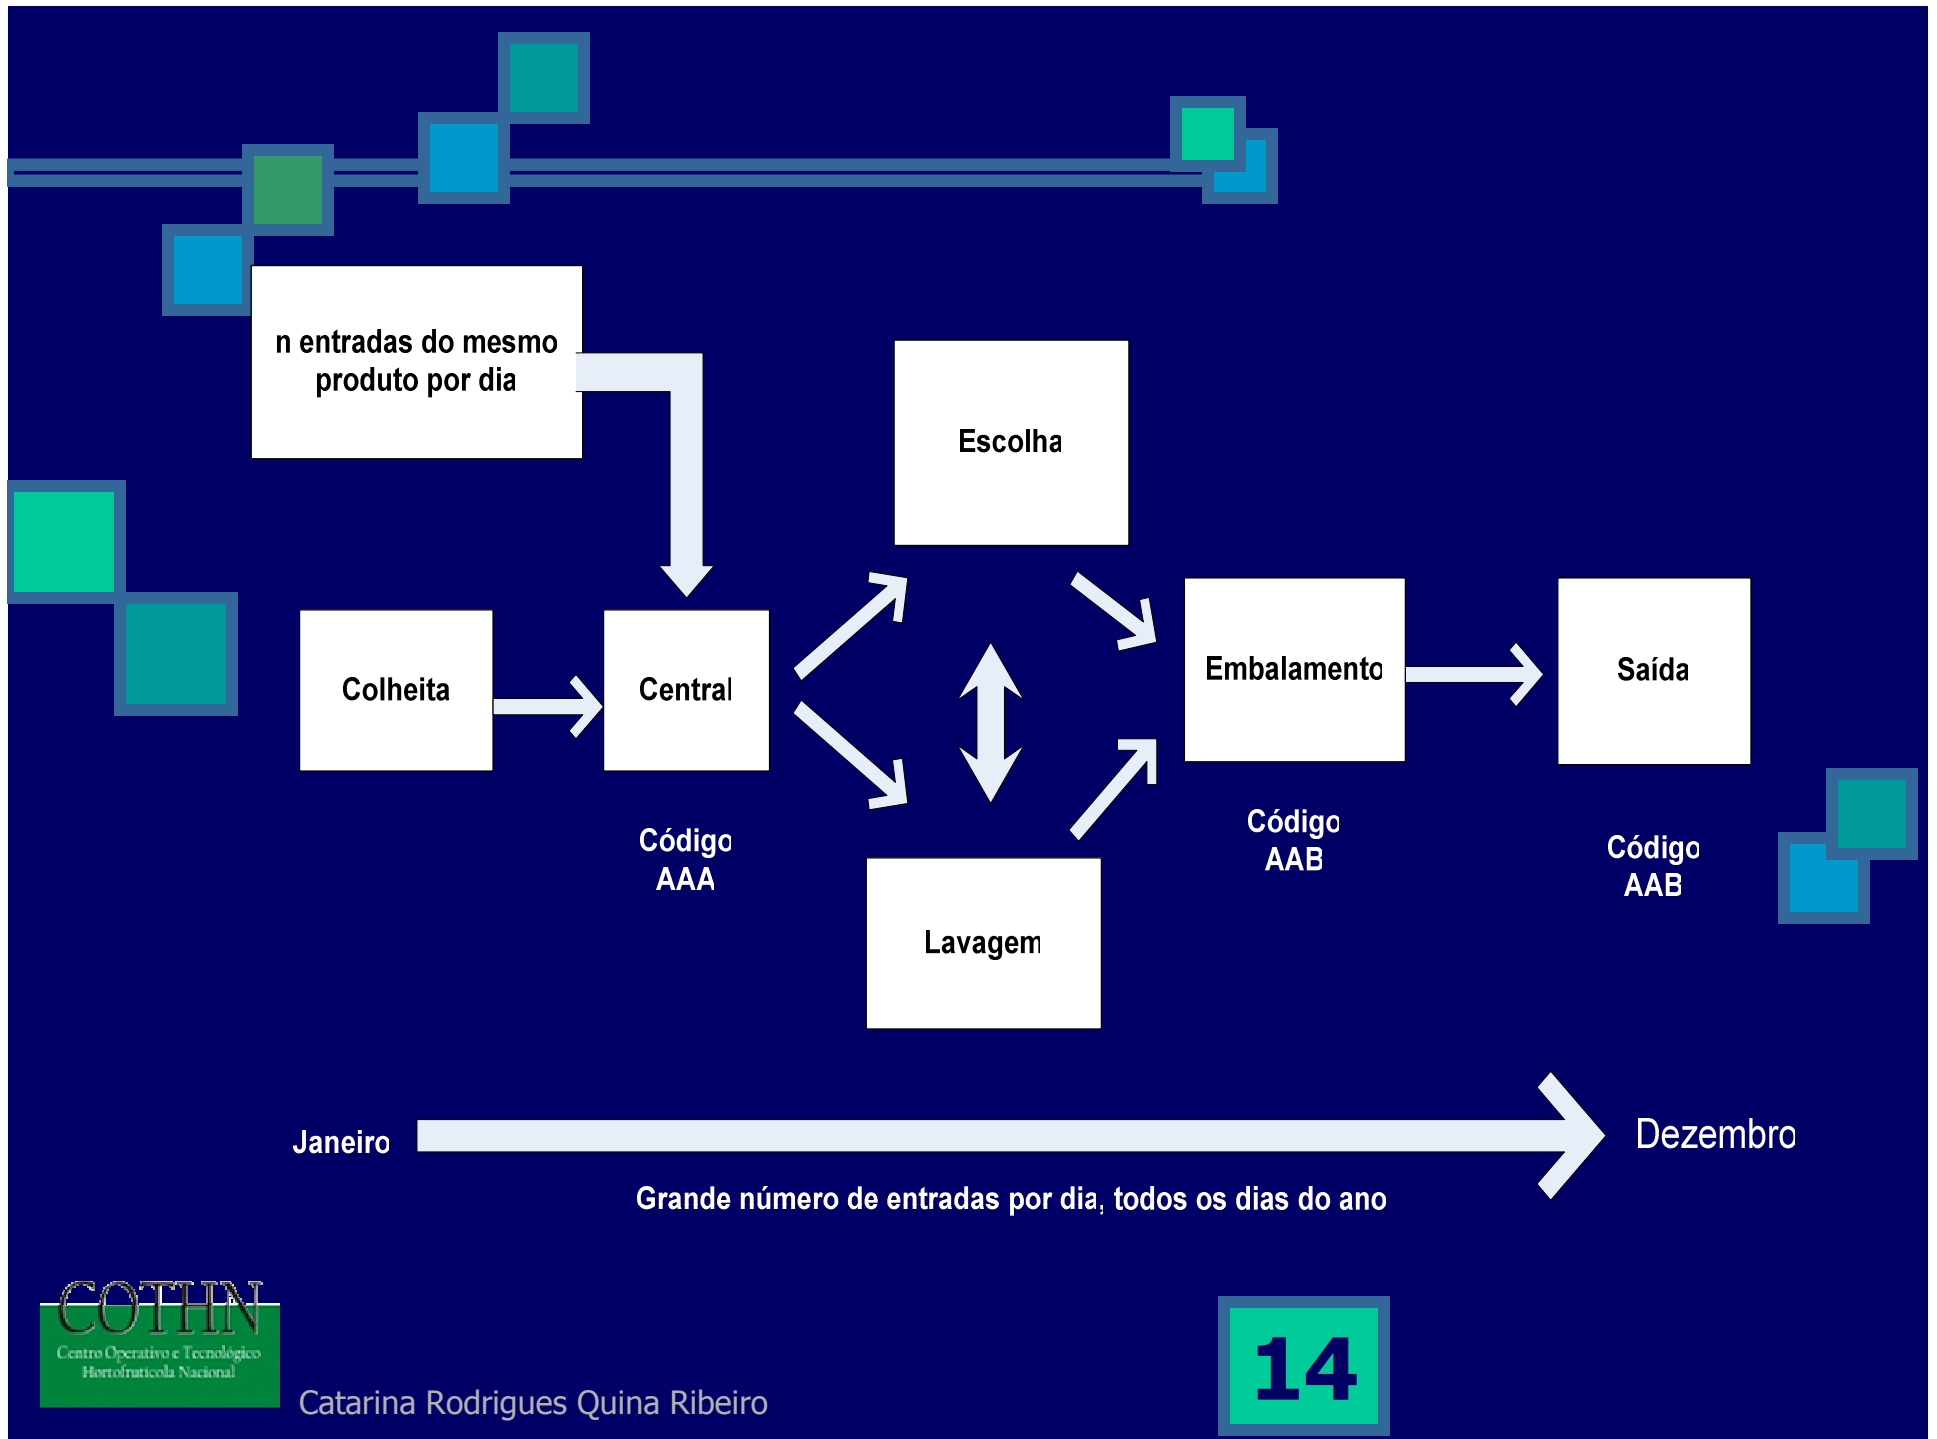 n entradas do mesmo
produto por dia
Escolha
Colheita
Central
Embalamento
Saída
Código
AAA
Código
AAB
Código
AAB
Lavagem
Janeiro
Dezembro
Grande número de entradas por dia, todos os dias do ano
COTHN
Centro Operativo e Tecnológico
Hortofrutícola Nacional
Catarina Rodrigues Quina Ribeiro
14